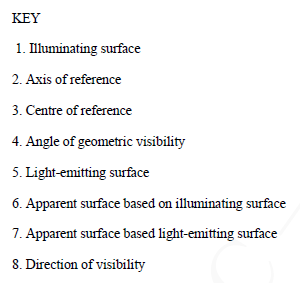 KEY
1. Illuminating surface
2. Axis of reference
3. Centre of reference
4. Angle of geometric visibility
5. Light-emitting surface
6. Apparent surface based on illuminating surface
7. Apparent surface based light-emitting surface
8. Direction of visibility